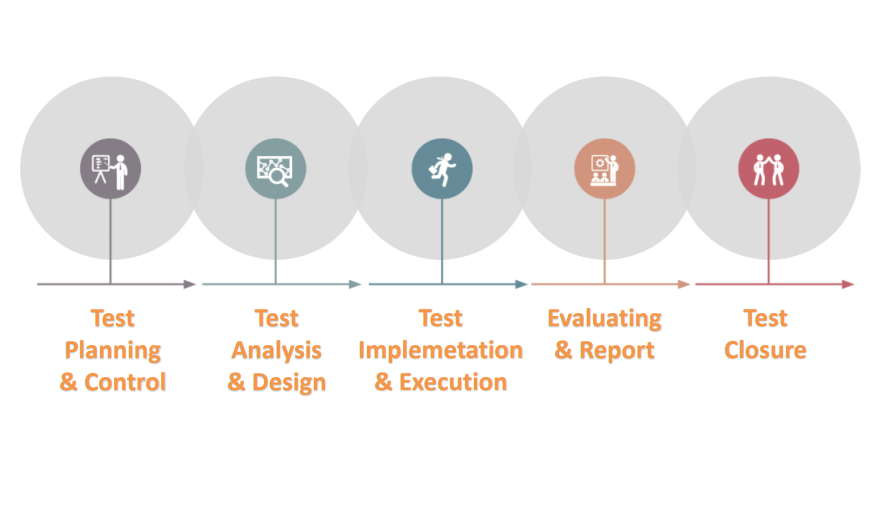 Test
Planning
& Control
Test
Analysis
& Design
Test
Implemetation
& Execution
Evaluating
& Report
Test
Closure